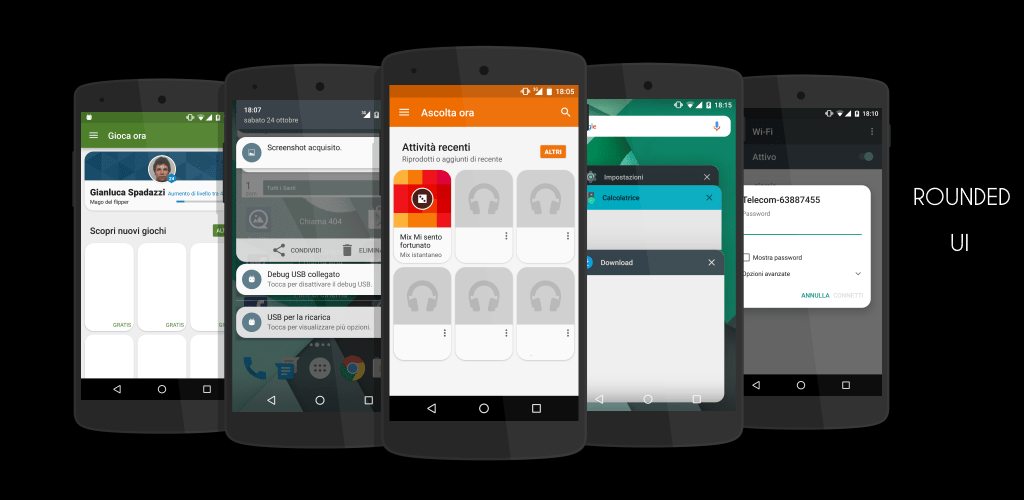 Gioca ora
Gianluca Spadazzi
Aumento di livello tra
Mago del flipper
24
Scopri nuovi giochi
GRATIS
GRATIS
18:07
sabato 24 ottobre
Screenshot acquisito.
1
Tutti i Santi
Chiama 404
CONDIVIDI
ELIMINA
Debug USB collegato
Tocca per disattivare il debug USB.
USB per la ricarica
Tocca per visualizzare più opzioni.
18:05
Ascolta ora
Attività recenti
Riprodotti o aggiunti di recente
ALTRI
Mix Mi sento
fortunato
Mix istantaneo
18:15
gle
Impostazioni
Calcolatrice
Download
18:10
Wi-Fi
Attivo
Telecom-63887455
Password
Mostra password
Opzioni avanzate
ANNULLA
CONNETTI
ROUNDED
UI